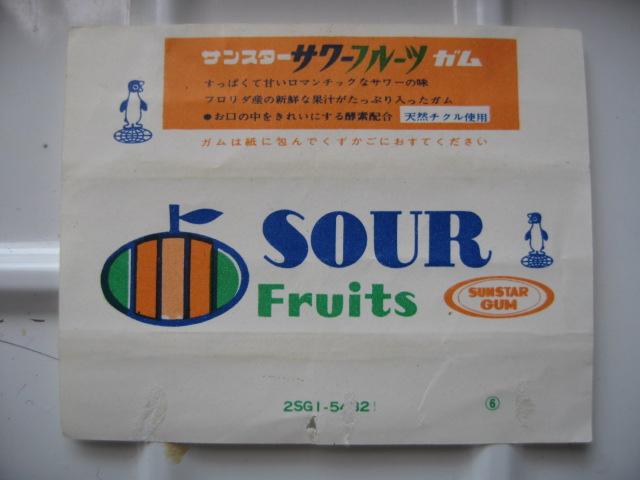 サンスターサワーフルーツガム
すっぱくて甘いロマンチックなサワーの味
フロリダ産の新鮮な果汁がたっぷり入ったガム
●お口の中をきれいにする酵素配合 天然チクル使用
ガムは紙に包んでくずかごにおすてください
SOUR
Fruits
SUNSTAR
GUM
⑥